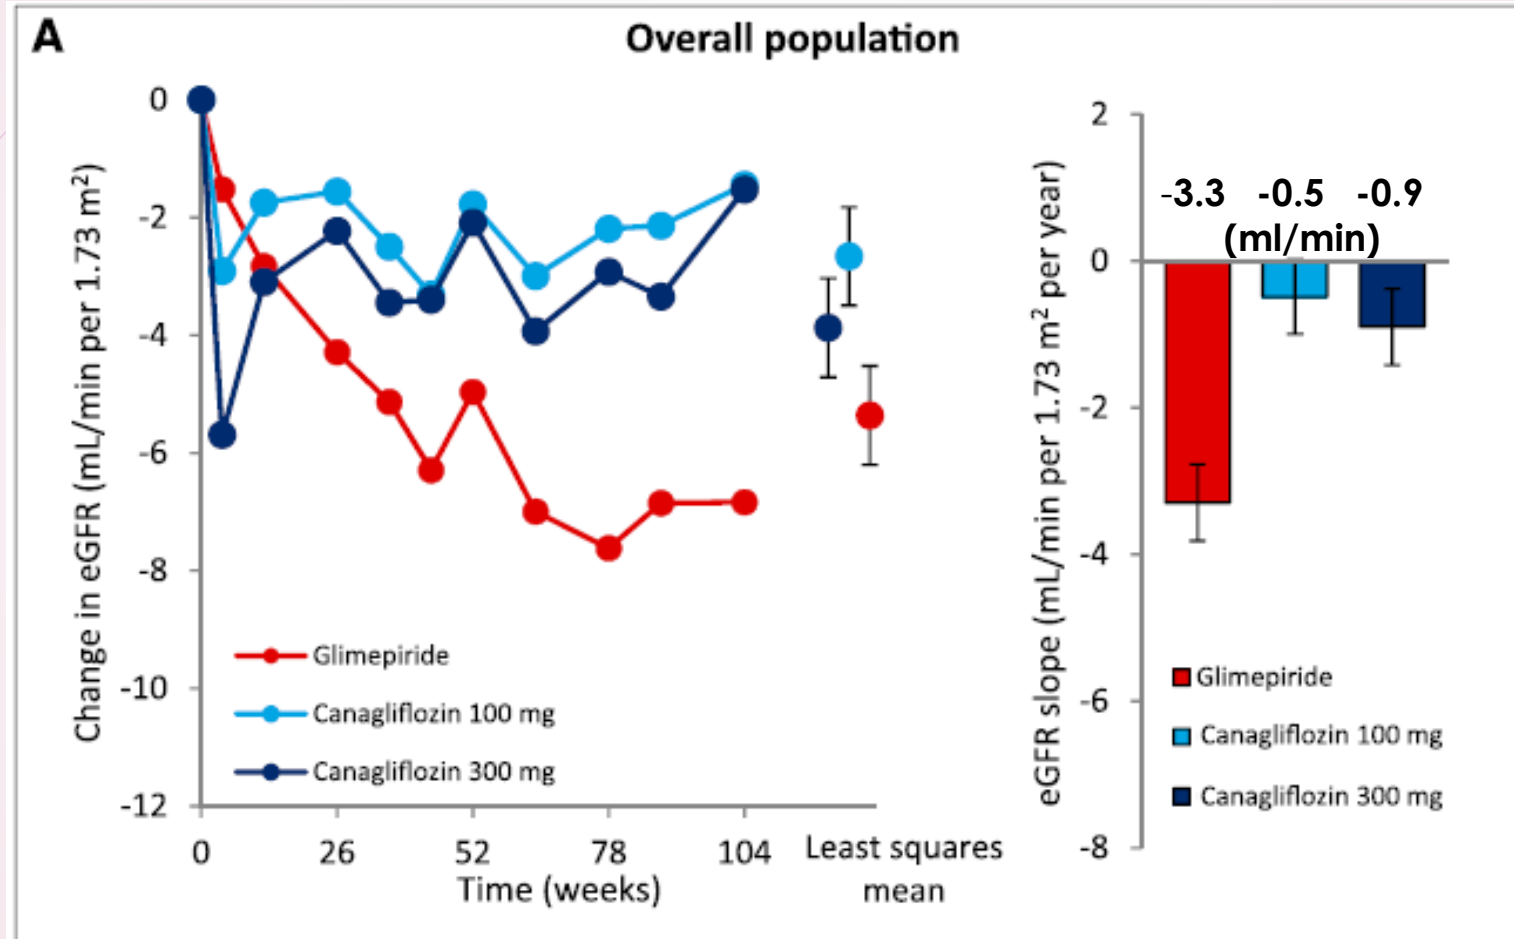 A
Overall population
Change in eGFR (mL/min per 1.73 m²)
0
-2
-4
-6
-8
-10
-12
Glimepiride
Canagliflozin 100 mg
Canagliflozin 300 mg
0 26 52 78 104
Time (weeks)
Least squares
mean
eGFR slope (mL/min per 1.73 m² per year)
2
0
-2
-4
-6
-8
-3.3 -0.5 -0.9
(ml/min)
Glimepiride
Canagliflozin 100 mg
Canagliflozin 300 mg